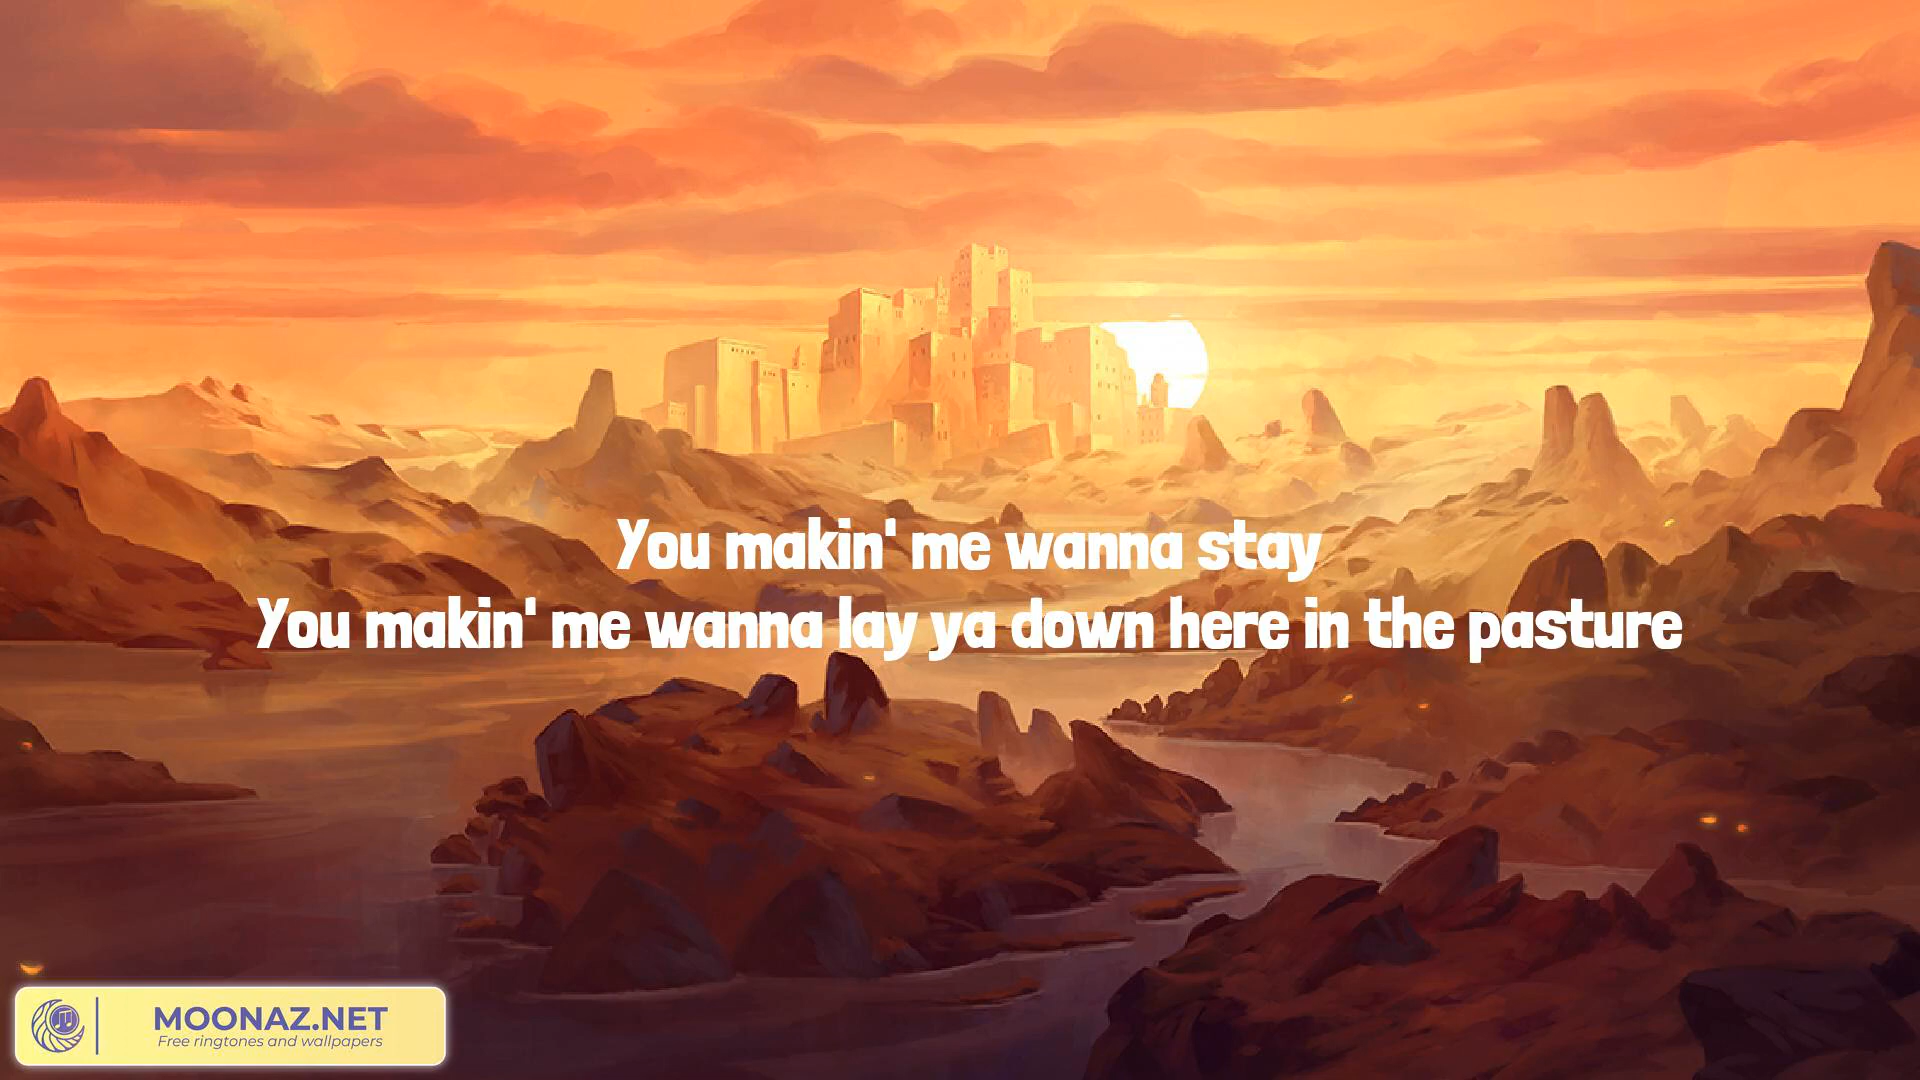 You makin' me wanna stay
You makin' me wanna lay ya down here in the pasture
MOONAZ.NET
Free ringtones and wallpapers